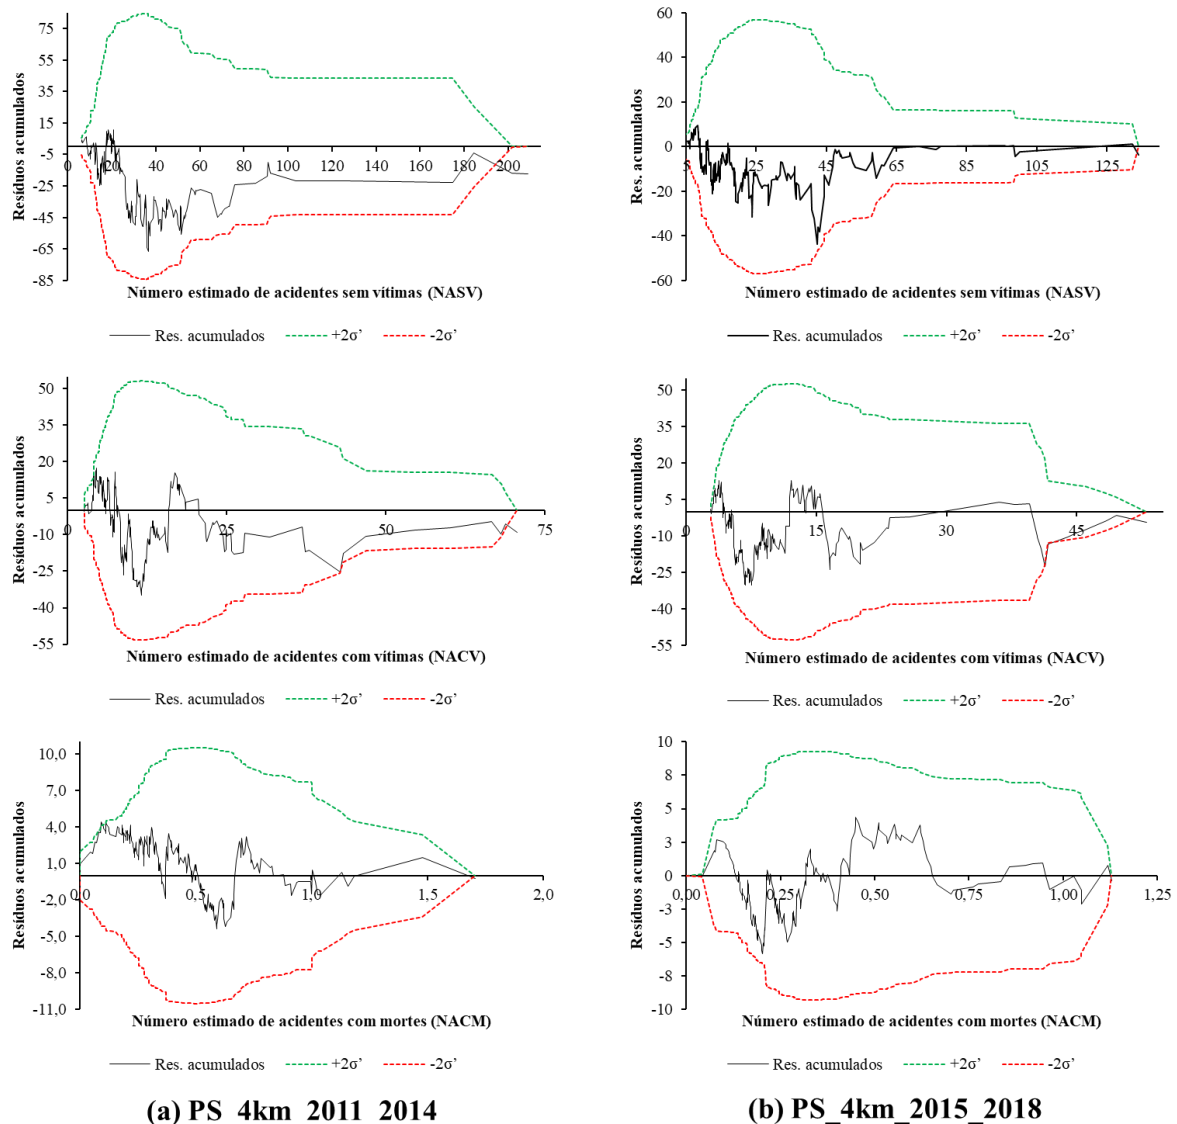 Resíduos acumulados
85
65
45
25
15
-5
-25
-45
-65
-85
0 20 40 60 80 100 120 140 160 180 200
Número estimado de acidentes sem vítimas (NASV)
Res. acumulados +2σ’ -2σ’
Res. acumulados
60
40
20
0
-20
-40
-60
5 25 45 65 85 105 125
Número estimado de acidentes sem vítimas (NASV)
Res. acumulados +2σ’ -2σ’
Resíduos acumulados
50
35
20
5
-10
-25
-40
-55
0 25 50 75
Número estimado de acidentes com vítimas (NACV)
Res. acumulados +2σ’ -2σ’
Resíduos acumulados
50
35
20
5
-10
-25
-40
-55
0 15 30 45
Número estimado de acidentes com vítimas (NACV)
Res. acumulados +2σ’ -2σ’
Resíduos acumulados
10,0
7,0
4,0
1,0
-2,0
-5,0
-8,0
-11,0
0,0 0,5 1,0 1,5 2,0
Número estimado de acidentes com mortes (NACM)
Res. acumulados +2σ’ -2σ’
Resíduos acumulados
10
8
5
3
0
-3
-5
-8
-10
0,00 0,25 0,50 0,75 1,00 1,25
Número estimado de acidentes com mortes (NACM)
Res. acumulados +2σ’ -2σ’
(a) PS_4km_2011_2014
(b) PS_4km_2015_2018